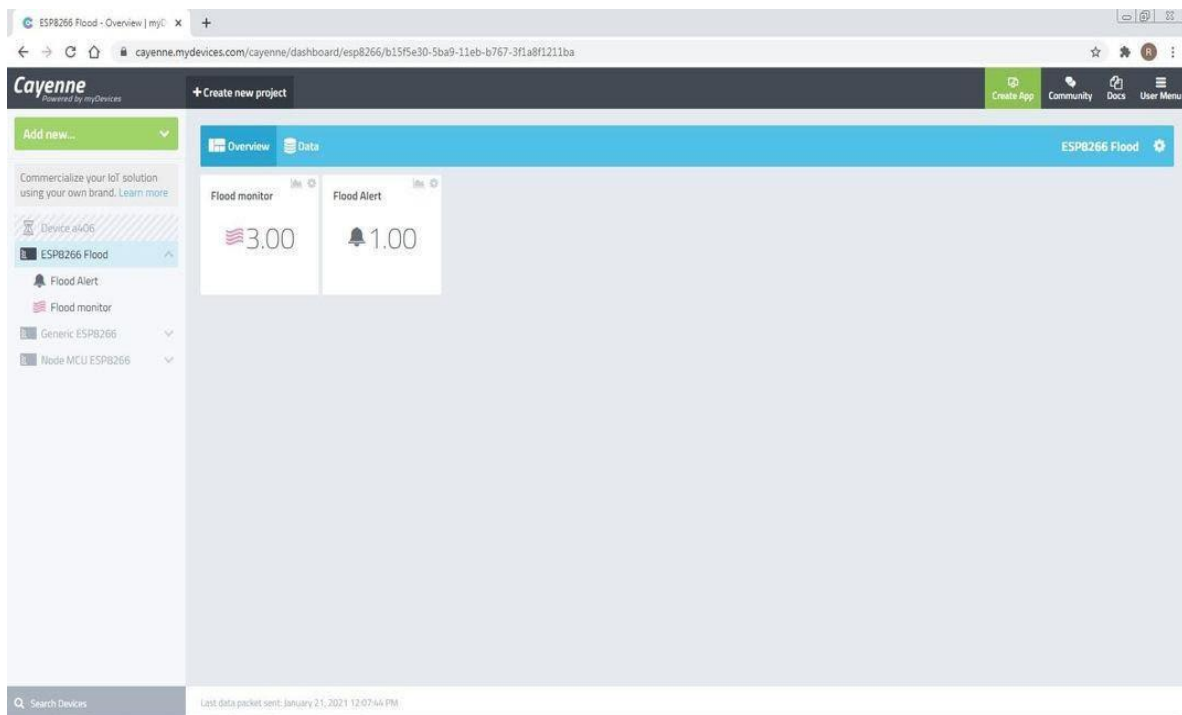 ESP8266 Flood - Overview | myD
cayenne.mydevices.com/cayenne/dashboard/esp8266/b15f5e30-5ba9-11eb-b767-3f1a8f1211ba
R
Cayenne
Powered by myDevices
+ Create new project
Create App
Community
Docs
User Menu
Add new...
Overview
Data
ESP8266 Flood
Commercialize your IoT solution
using your own brand. Learn more
Device a406
ESP8266 Flood
Flood Alert
Flood monitor
Generic ESP8266
Node MCU ESP8266
Flood monitor
3.00
Flood Alert
1.00
Search Devices
Last data packet sent: January 21, 2021 12:07:44 PM